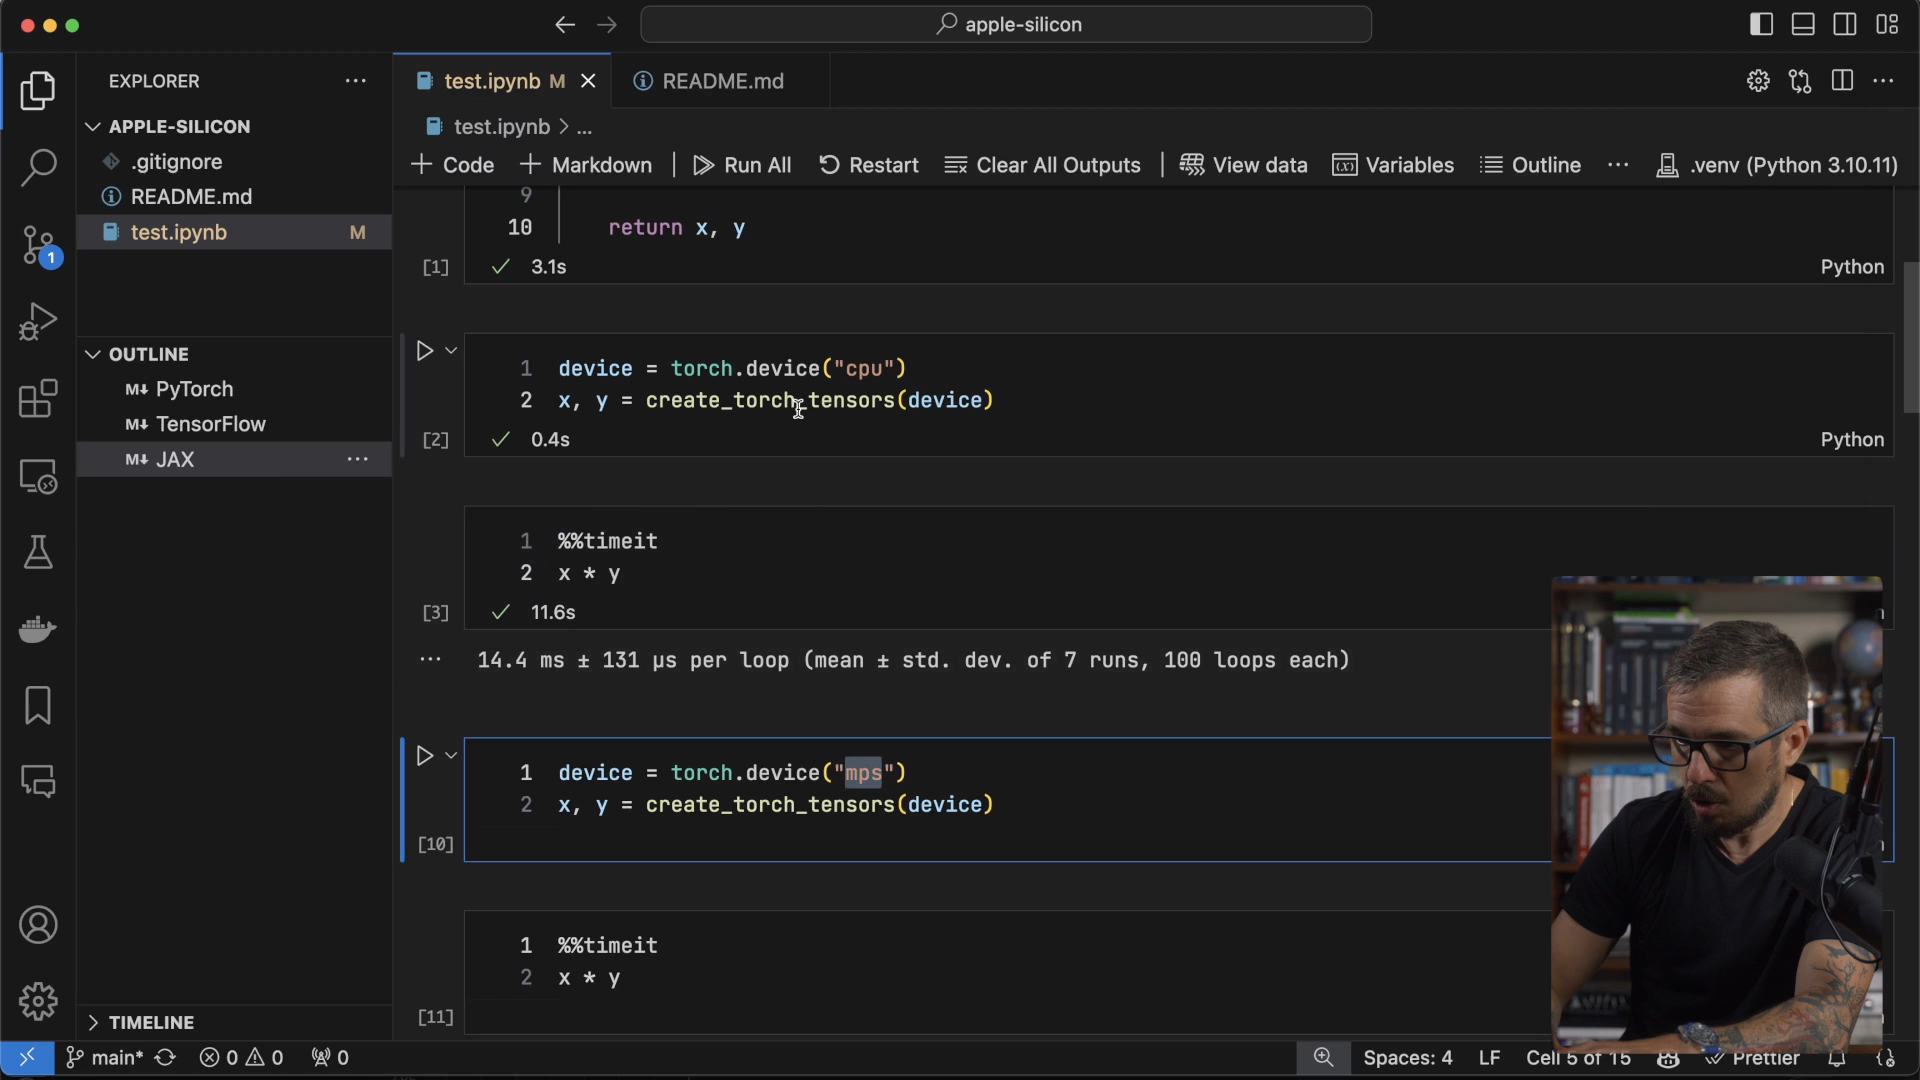 apple-silicon
EXPLORER
test.ipynb M
README.md
APPLE-SILICON
.gitignore
README.md
test.ipynb M
test.ipynb > ...
Code
Markdown
Run All
Restart
Clear All Outputs
View data
Variables
Outline
.venv (Python 3.10.11)
9
10 return x, y
[1] 3.1s Python
1 device = torch.device("cpu")
2 x, y = create_torch_tensors(device)
[2] 0.4s Python
1 %%timeit
2 x * y
[3] 11.6s
14.4 ms ± 131 µs per loop (mean ± std. dev. of 7 runs, 100 loops each)
1 device = torch.device("mps")
2 x, y = create_torch_tensors(device)
[10]
1 %%timeit
2 x * y
[11]
1
OUTLINE
M↓ PyTorch
M↓ TensorFlow
M↓ JAX
TIMELINE
main* 0 0 0
Spaces: 4 LF Cell 5 of 15 Prettier